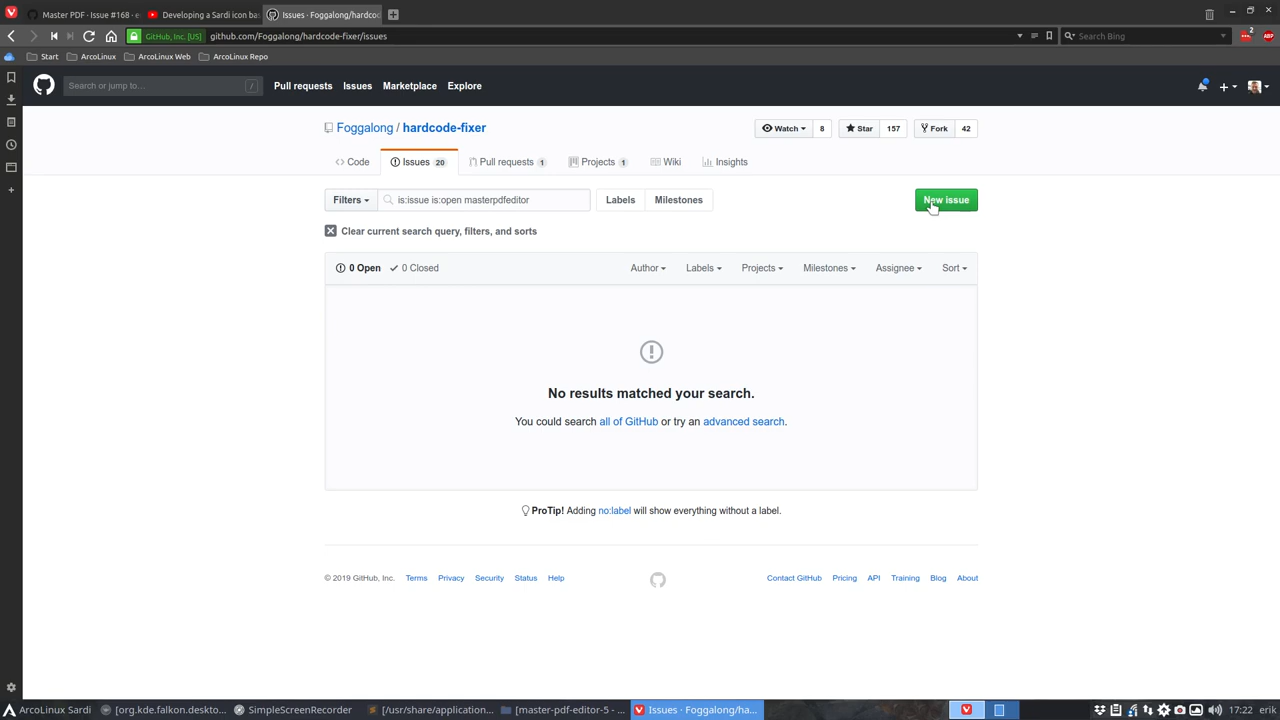 Master PDF · Issue #168 · e
Developing a Sardi icon ba
Issues · Foggalong/hardcod
GitHub, Inc. [US]
github.com/Foggalong/hardcode-fixer/issues
Search Bing
2
ABP
Start
ArcoLinux
ArcoLinux Web
ArcoLinux Repo
Search or jump to…
/
Pull requests
Issues
Marketplace
Explore
Foggalong / hardcode-fixer
Watch
8
Star
157
Fork
42
Code
Issues 20
Pull requests 1
Projects 1
Wiki
Insights
Filters
is:issue is:open masterpdfeditor
Labels
Milestones
New issue
Clear current search query, filters, and sorts
0 Open
0 Closed
Author
Labels
Projects
Milestones
Assignee
Sort
No results matched your search.
You could search all of GitHub or try an advanced search.
ProTip! Adding no:label will show everything without a label.
© 2019 GitHub, Inc.
Terms
Privacy
Security
Status
Help
Contact GitHub
Pricing
API
Training
Blog
About
ArcoLinux Sardi
[org.kde.falkon.deskto...
SimpleScreenRecorder
[/usr/share/application...
[master-pdf-editor-5 - ...
Issues · Foggalong/ha...
17:22
erik